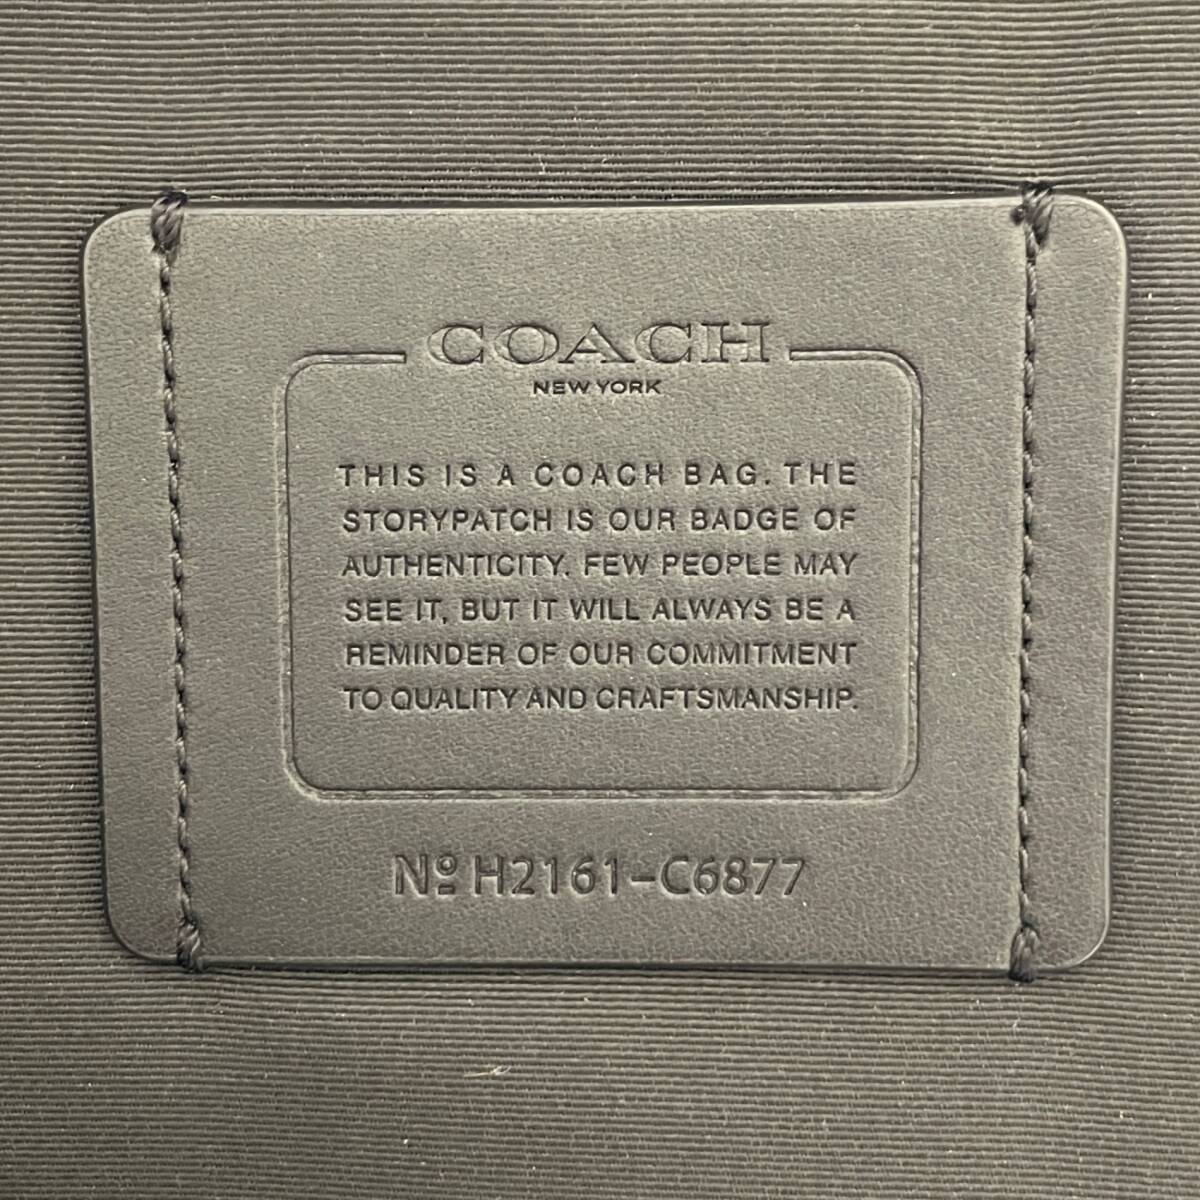 COACH
NEW YORK
THIS IS A COACH BAG. THE
STORYPATCH IS OUR BADGE OF
AUTHENTICITY. FEW PEOPLE MAY
SEE IT, BUT IT WILL ALWAYS BE A
REMINDER OF OUR COMMITMENT
TO QUALITY AND CRAFTSMANSHIP.
Nº H2161-C6877